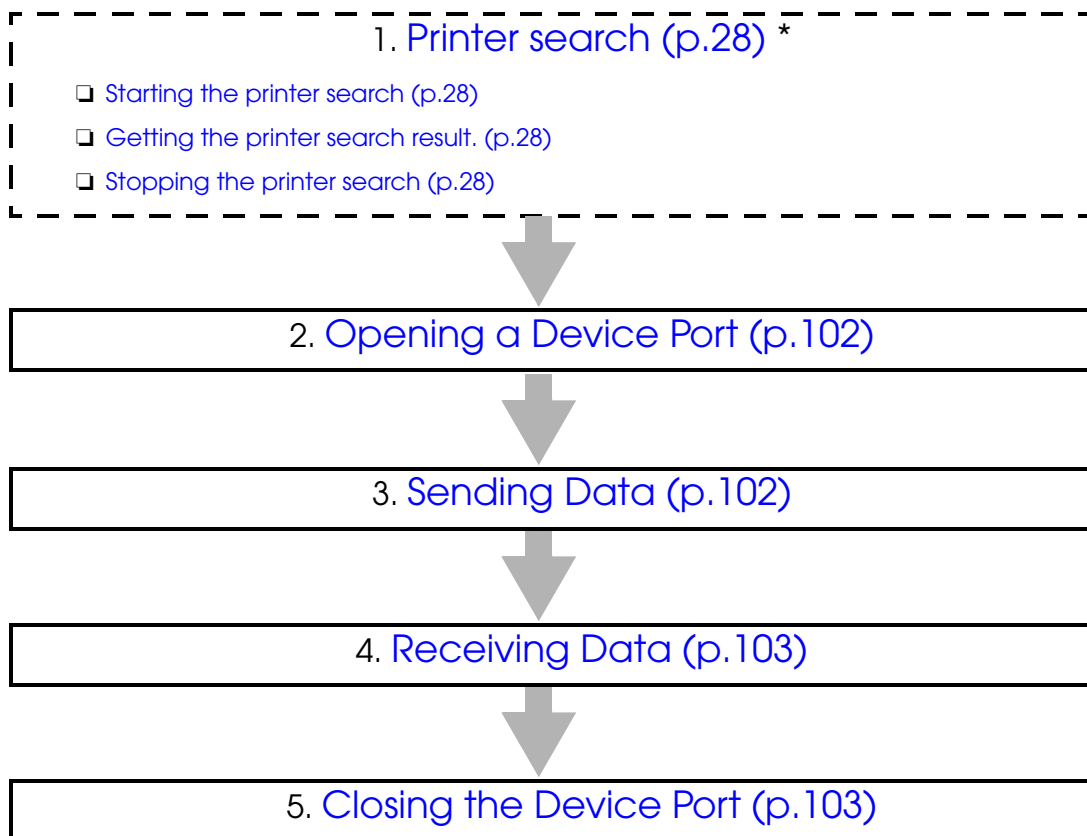 1. Printer search (p.28) *
❏ Starting the printer search (p.28)
❏ Getting the printer search result. (p.28)
❏ Stopping the printer search (p.28)
2. Opening a Device Port (p.102)
3. Sending Data (p.102)
4. Receiving Data (p.103)
5. Closing the Device Port (p.103)